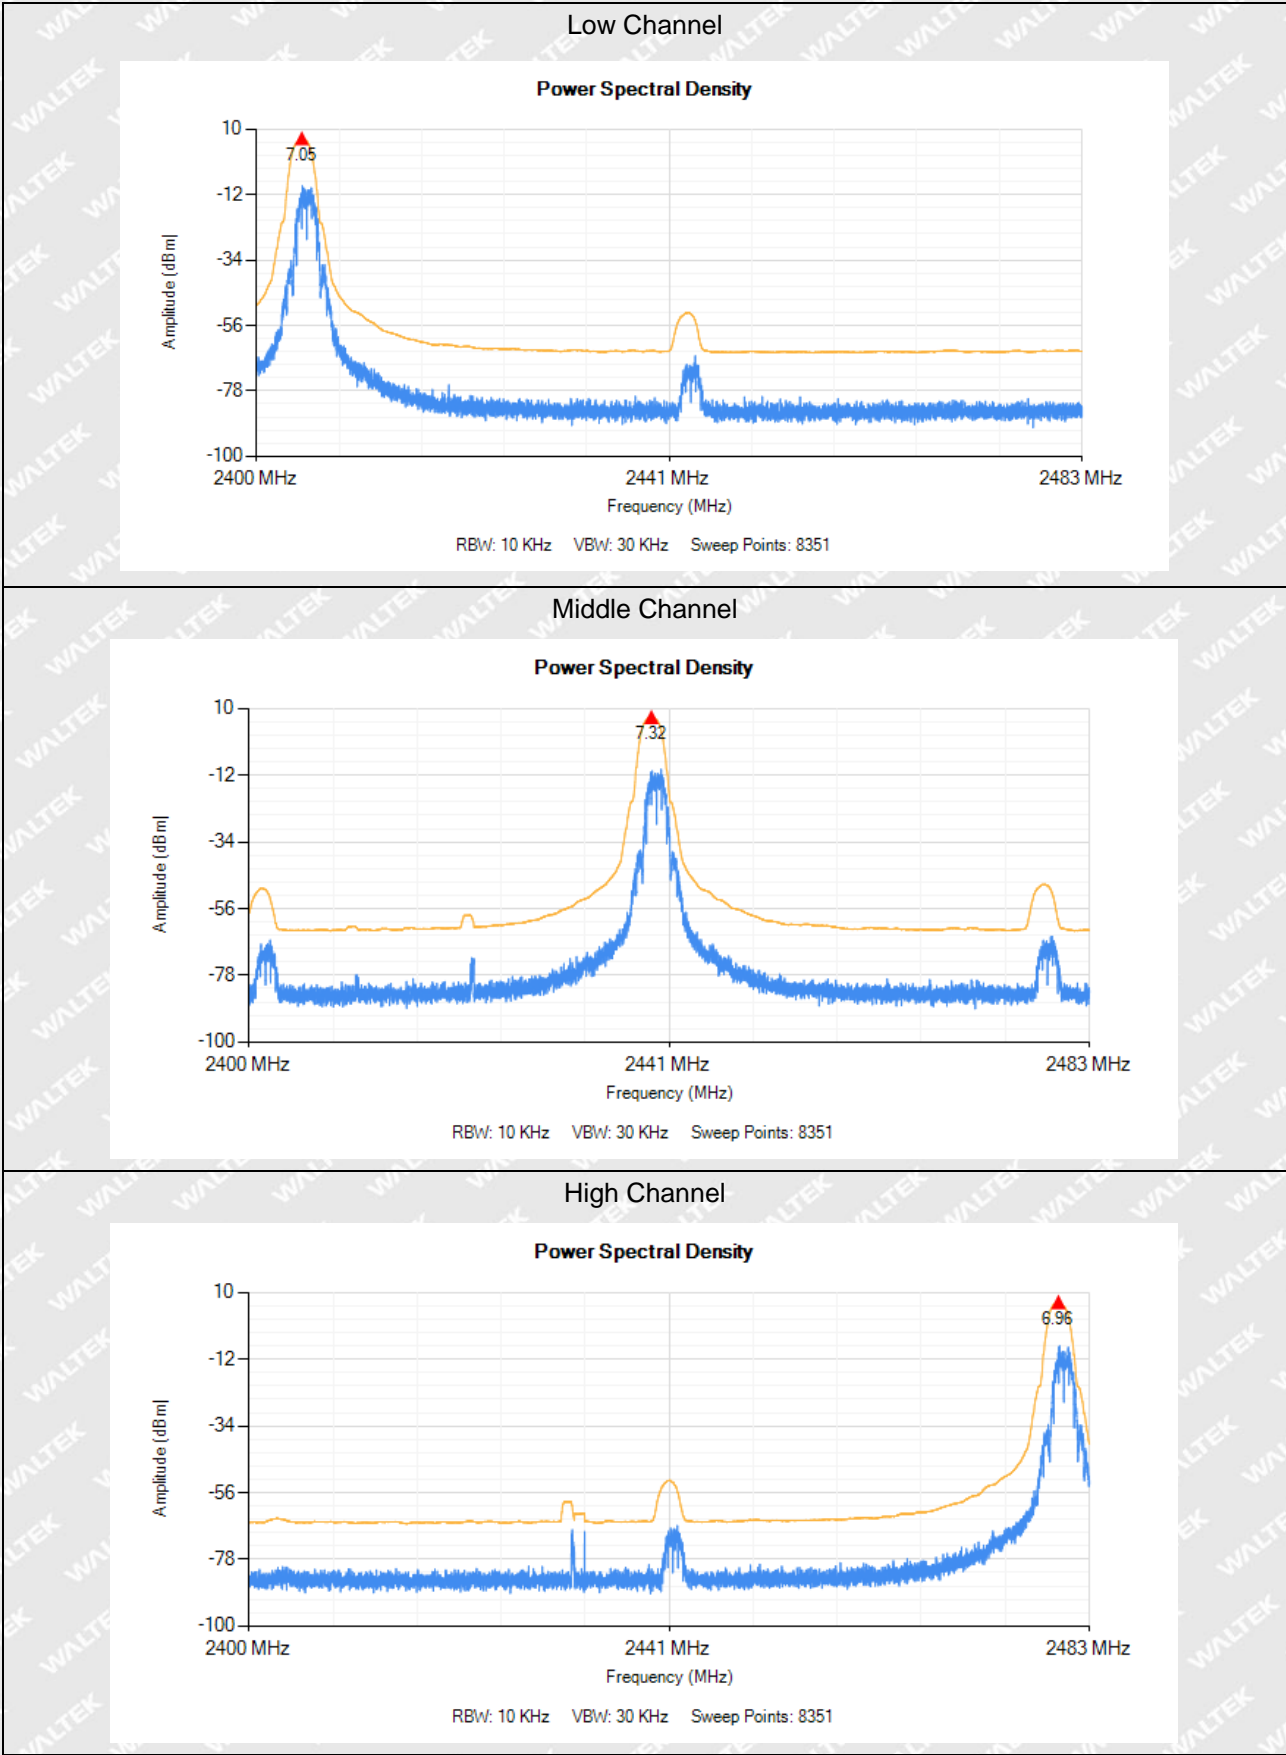 Low Channel
Power Spectral Density
10
7.05
-12
-34
-56
-78
-100
Amplitude (dBm)
2400 MHz 2441 MHz 2483 MHz
Frequency (MHz)
RBW: 10 KHz VBW: 30 KHz Sweep Points: 8351
Middle Channel
Power Spectral Density
10
7.32
-12
-34
-56
-78
-100
Amplitude (dBm)
2400 MHz 2441 MHz 2483 MHz
Frequency (MHz)
RBW: 10 KHz VBW: 30 KHz Sweep Points: 8351
High Channel
Power Spectral Density
10
6.96
-12
-34
-56
-78
-100
Amplitude (dBm)
2400 MHz 2441 MHz 2483 MHz
Frequency (MHz)
RBW: 10 KHz VBW: 30 KHz Sweep Points: 8351
WALTEK